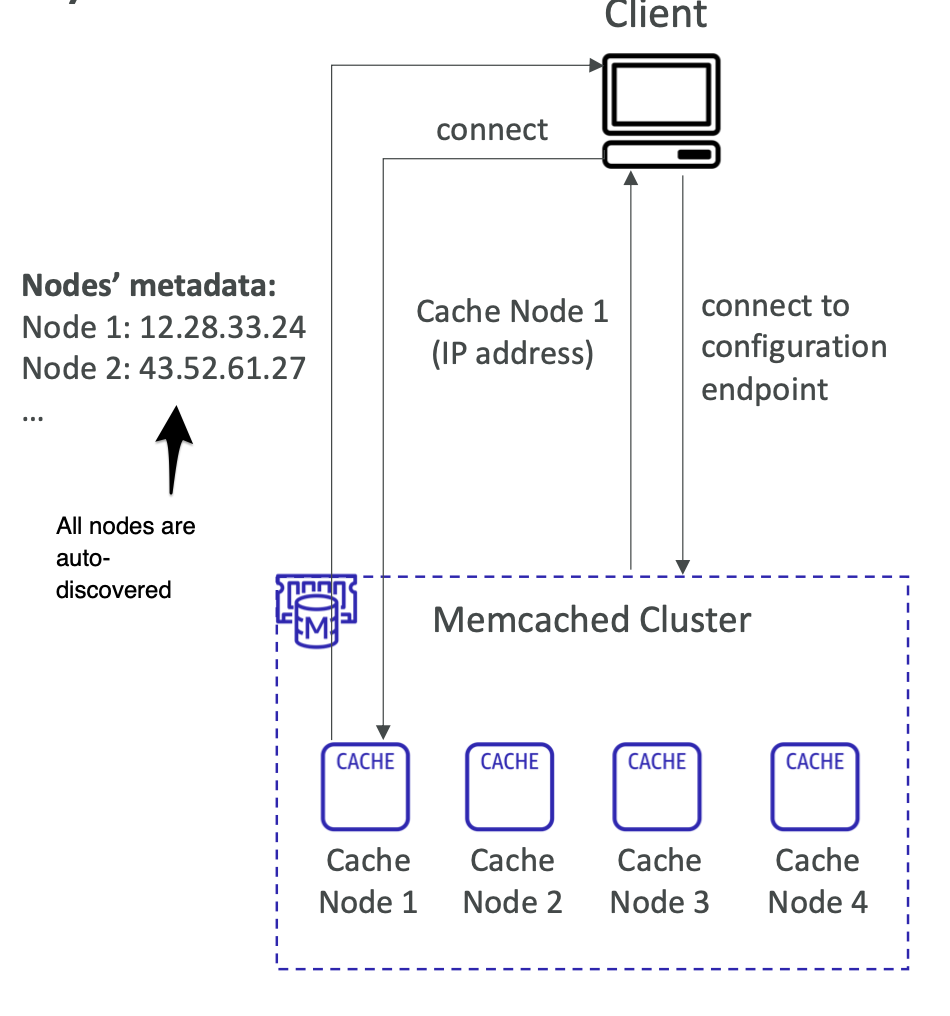 Client
connect
Nodes’ metadata:
Node 1: 12.28.33.24
Node 2: 43.52.61.27
...
Cache Node 1
(IP address)
connect to
configuration
endpoint
All nodes are
auto-
discovered
M
Memcached Cluster
CACHE
CACHE
CACHE
CACHE
Cache
Node 1
Cache
Node 2
Cache
Node 3
Cache
Node 4